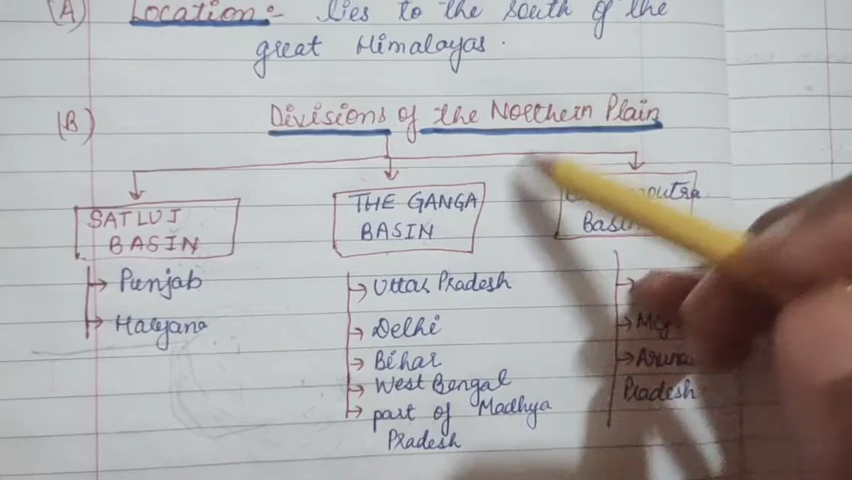 (A) Location:- lies to the South of the
great Himalayas.
(B) Divisions of the Northern Plain
SATLUJ
BASIN
Punjab
Haryana
THE GANGA
BASIN
Uttar Pradesh
Delhi
Bihar
West Bengal
part of Madhya
Pradesh
Basin
Pradesh